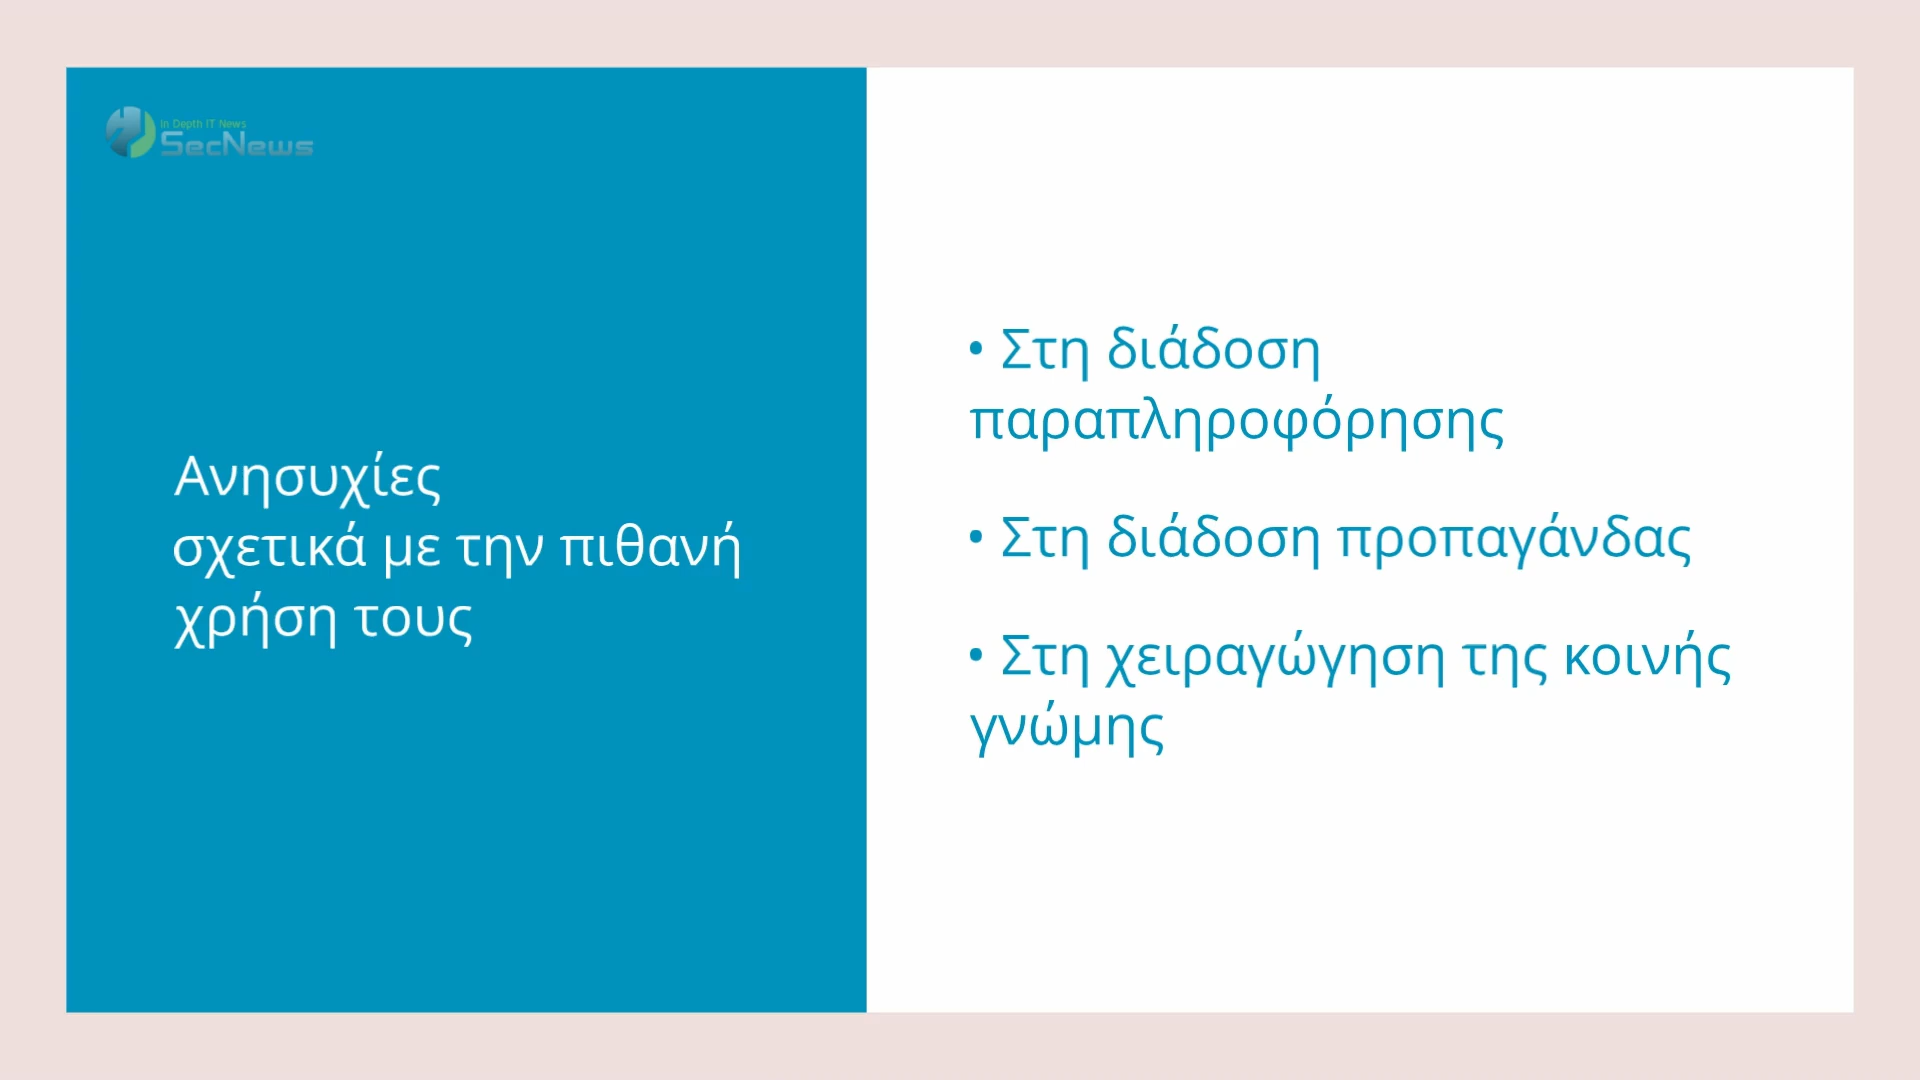 In Depth IT News
SecNews
Ανησυχίες
σχετικά με την πιθανή
χρήση τους
• Στη διάδοση
παραπληροφόρησης
• Στη διάδοση προπαγάνδας
• Στη χειραγώγηση της κοινής
γνώμης